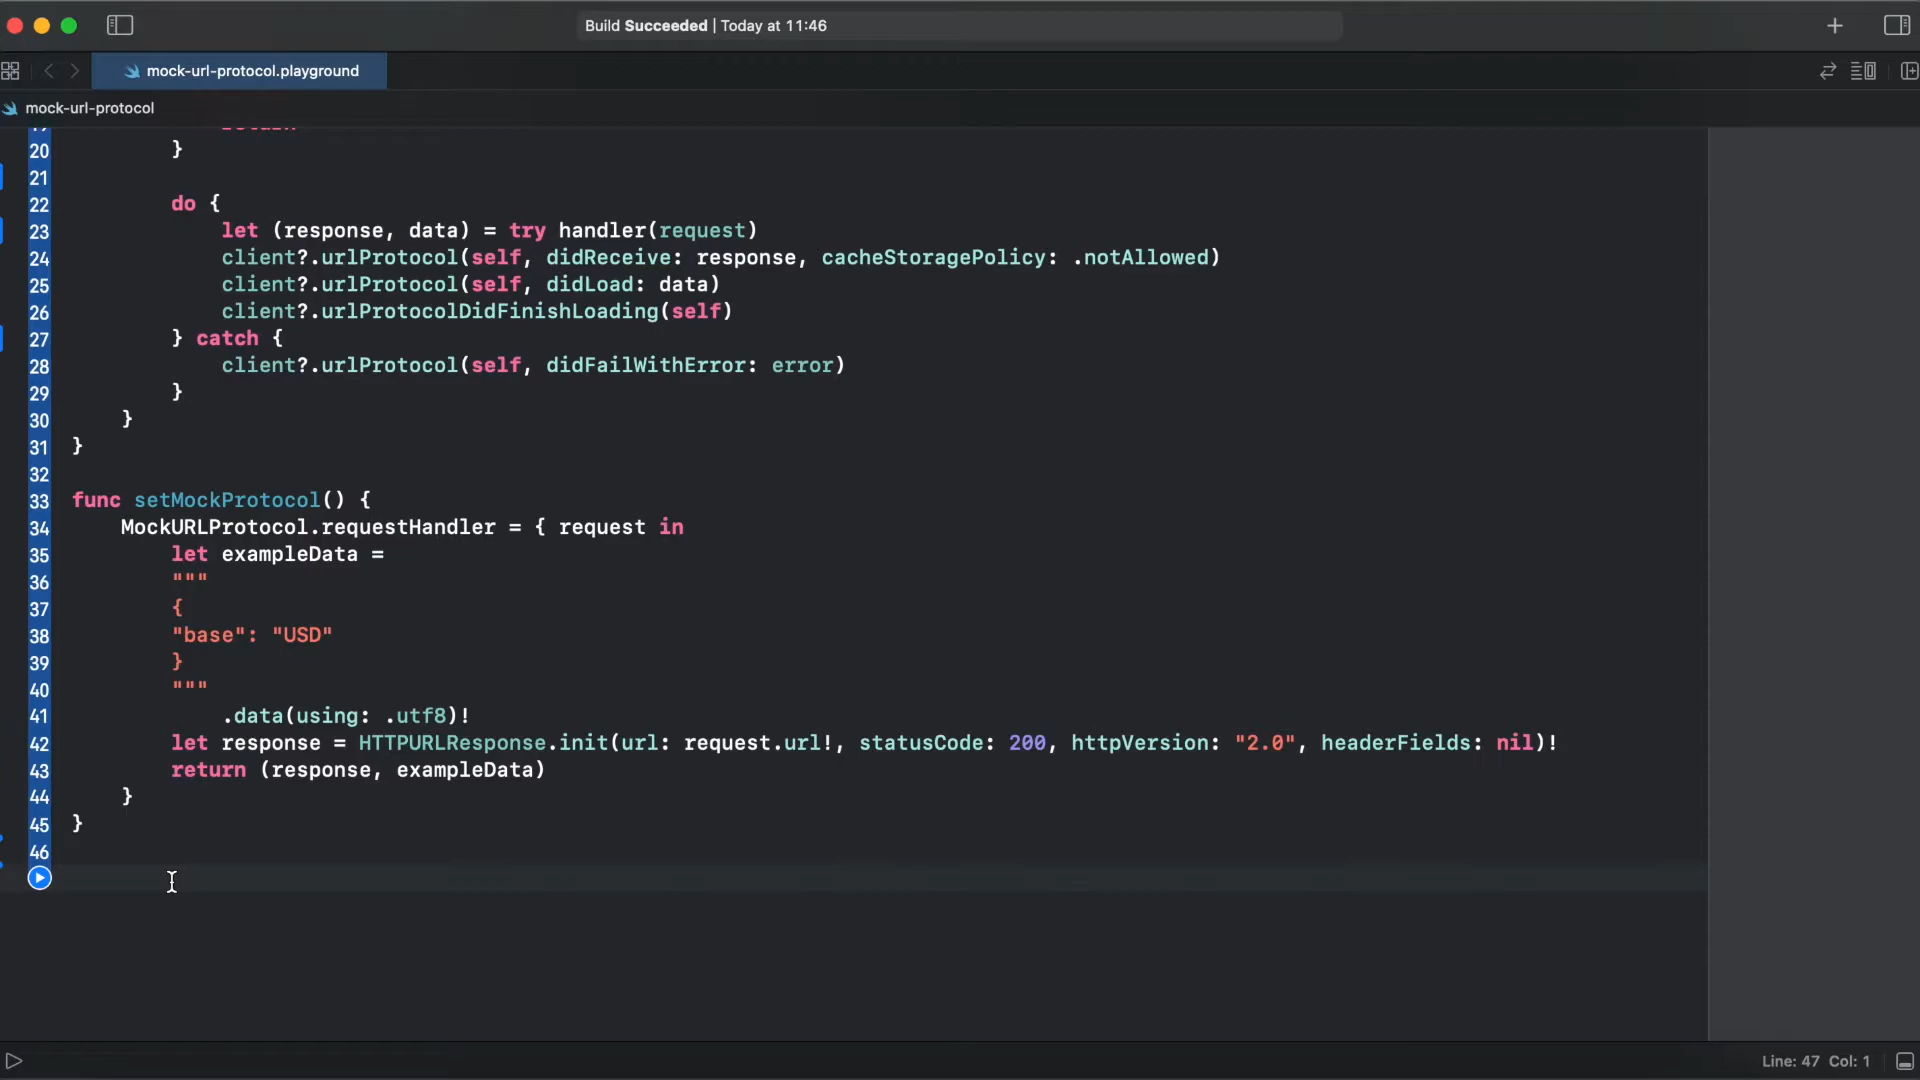 Build Succeeded | Today at 11:46
mock-url-protocol.playground
mock-url-protocol
20 }
21
22 do {
23 let (response, data) = try handler(request)
24 client?.urlProtocol(self, didReceive: response, cacheStoragePolicy: .notAllowed)
25 client?.urlProtocol(self, didLoad: data)
26 client?.urlProtocolDidFinishLoading(self)
27 } catch {
28 client?.urlProtocol(self, didFailWithError: error)
29 }
30 }
31 }
32
33 func setMockProtocol() {
34 MockURLProtocol.requestHandler = { request in
35 let exampleData =
36 """
37 {
38 "base": "USD"
39 }
40 """
41 .data(using: .utf8)!
42 let response = HTTPURLResponse.init(url: request.url!, statusCode: 200, httpVersion: "2.0", headerFields: nil)!
43 return (response, exampleData)
44 }
45 }
46
Line: 47 Col: 1